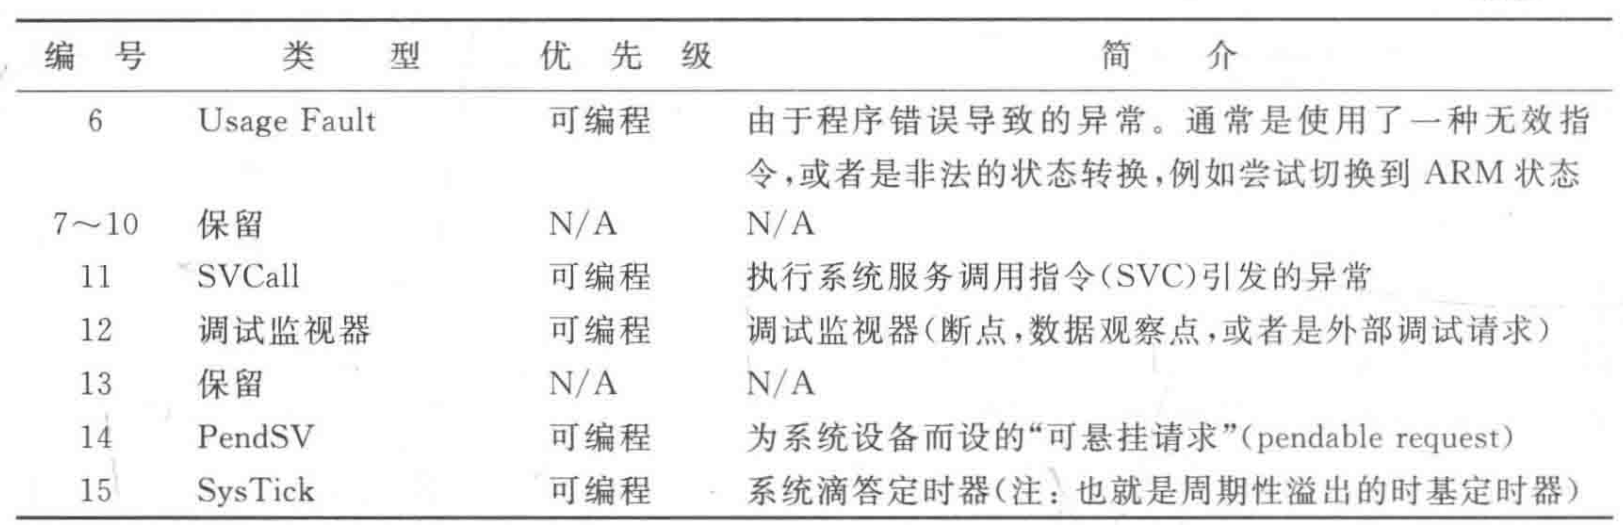 编 号 类 型 优 先 级 简 介
6 Usage Fault 可编程 由于程序错误导致的异常。通常是使用了一种无效指
令,或者是非法的状态转换,例如尝试切换到 ARM 状态
7～10 保留 N/A N/A
11 SVCall 可编程 执行系统服务调用指令(SVC)引发的异常
12 调试监视器 可编程 调试监视器(断点,数据观察点,或者是外部调试请求)
13 保留 N/A N/A
14 PendSV 可编程 为系统设备而设的“可悬挂请求”(pendable request)
15 SysTick 可编程 系统滴答定时器(注：也就是周期性溢出的时基定时器)